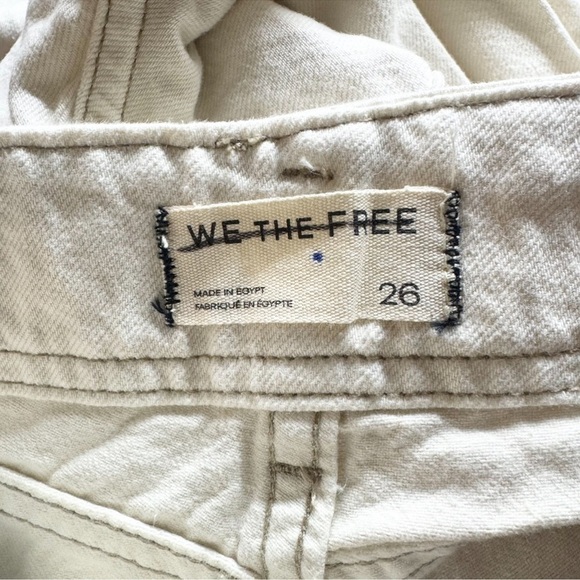 WE THE FREE
MADE IN EGYPT
FABRIQUÉ EN ÉGYPTE
26